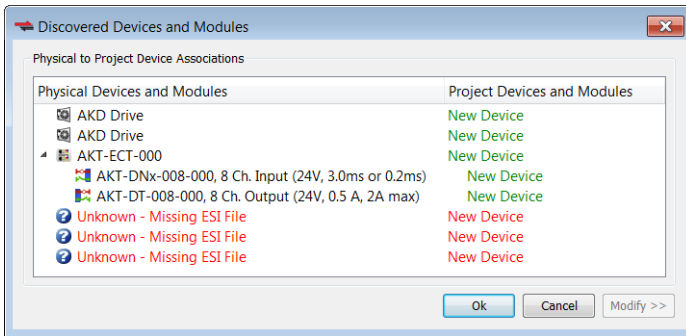 Discovered Devices and Modules
Physical to Project Device Associations
Physical Devices and Modules Project Devices and Modules
AKD Drive New Device
AKD Drive New Device
AKT-ECT-000 New Device
AKT-DNx-008-000, 8 Ch. Input (24V, 3.0ms or 0.2ms) New Device
AKT-DT-008-000, 8 Ch. Output (24V, 0.5 A, 2A max) New Device
Unknown - Missing ESI File New Device
Unknown - Missing ESI File New Device
Unknown - Missing ESI File New Device
Ok Cancel Modify >>